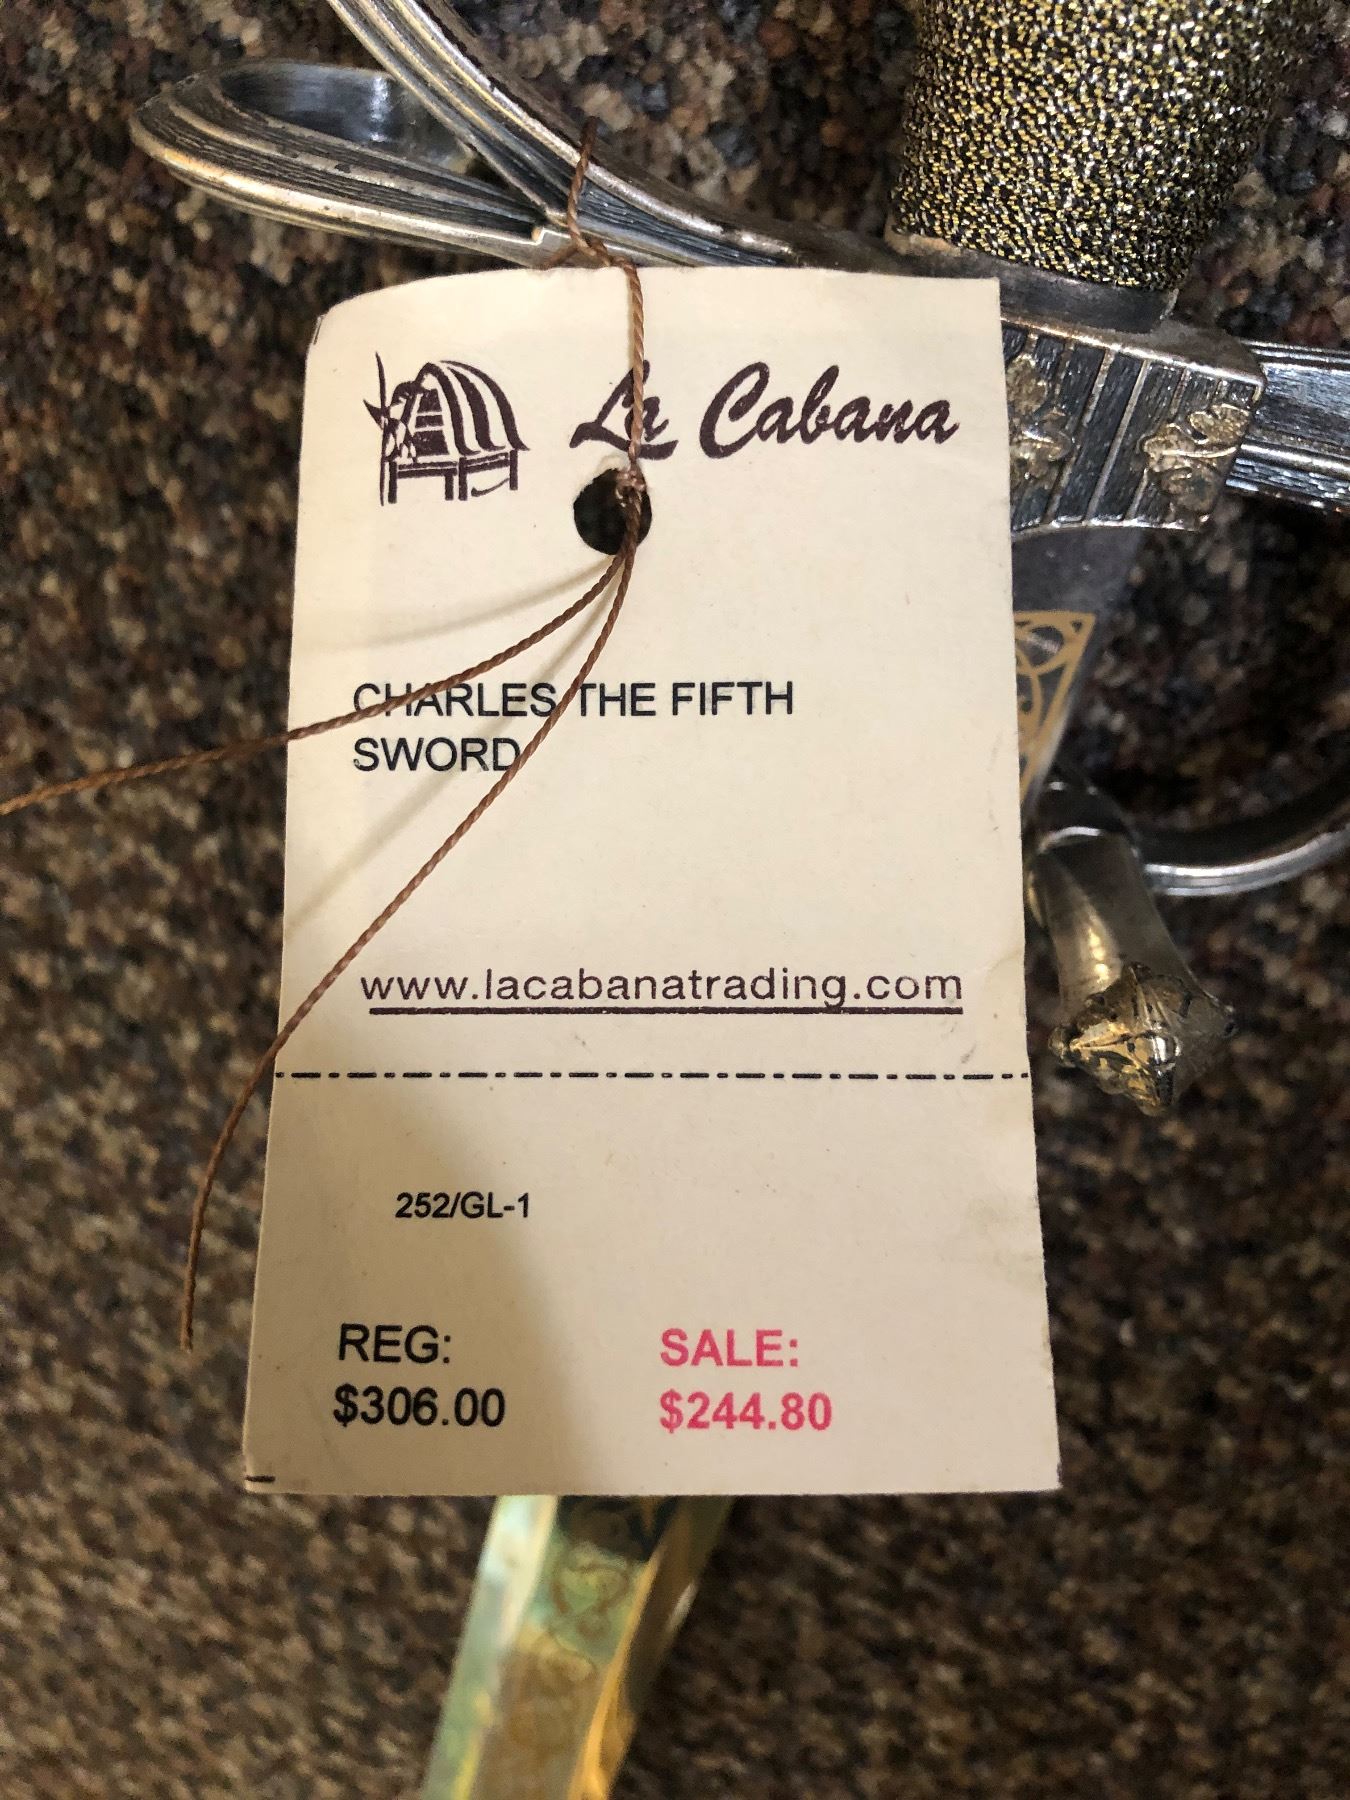 La Cabana
CHARLES THE FIFTH
SWORD
www.lacabanatrading.com
252/GL-1
REG: SALE:
$306.00 $244.80